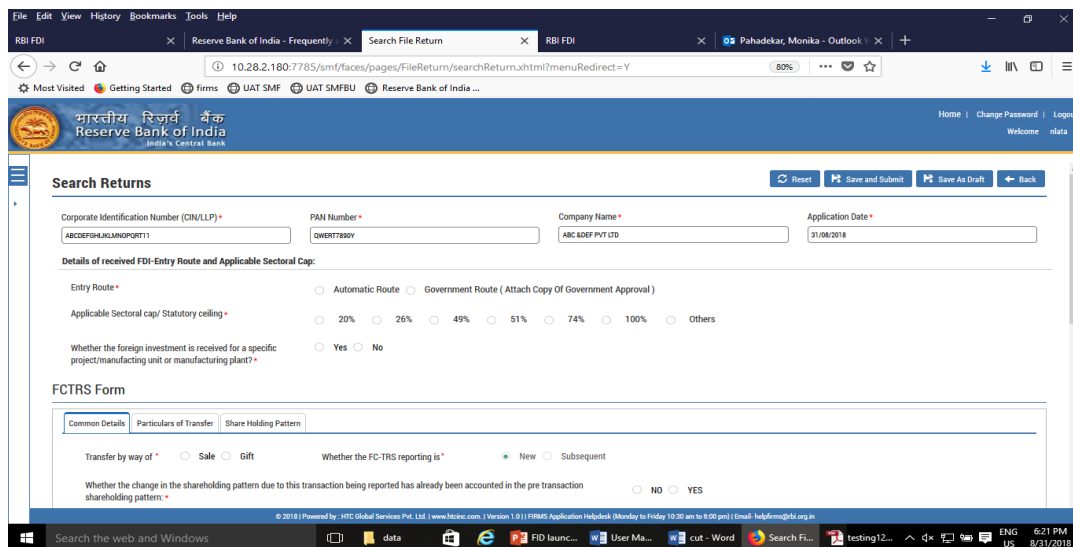 File Edit View History Bookmarks Tools Help
RBI FDI Reserve Bank of India - Frequently Search File Return RBI FDI Pahadekar, Monika - Outlook
10.28.2.180:7785/smf/faces/pages/FileReturn/searchReturn.xhtml?menuRedirect=Y 80%
Most Visited Getting Started firms UAT SMF UAT SMFBU Reserve Bank of India ...
भारतीय रिज़र्व बैंक
Reserve Bank of India
India's Central Bank
Home | Change Password | Logou
Welcome nlata
Search Returns Reset Save and Submit Save As Draft Back
Corporate Identification Number (CIN/LLP) * PAN Number * Company Name * Application Date *
ABCDEFGHIJKLMNOPQRT11 QWERT7890Y ABC &DEF PVT LTD 31/08/2018
Details of received FDI-Entry Route and Applicable Sectoral Cap:
Entry Route * Automatic Route Government Route ( Attach Copy Of Government Approval )
Applicable Sectoral cap/ Statutory ceiling * 20% 26% 49% 51% 74% 100% Others
Whether the foreign investment is received for a specific Yes No
project/manufacting unit or manufacturing plant? *
FCTRS Form
Common Details Particulars of Transfer Share Holding Pattern
Transfer by way of * Sale Gift Whether the FC-TRS reporting is * New Subsequent
Whether the change in the shareholding pattern due to this transaction being reported has already been accounted in the pre transaction NO YES
shareholding pattern: *
© 2018 | Powered by : HTC Global Services Pvt. Ltd. | www.htcinc.com. | Version 1.0 | | FIRMS Application Helpdesk (Monday to Friday 10:30 am to 6:00 pm) | Email- helpfirms@rbi.org.in
Search the web and Windows data FID launc... User Ma... cut - Word Search Fi... testing12... ENG 6:21 PM
US 8/31/2018